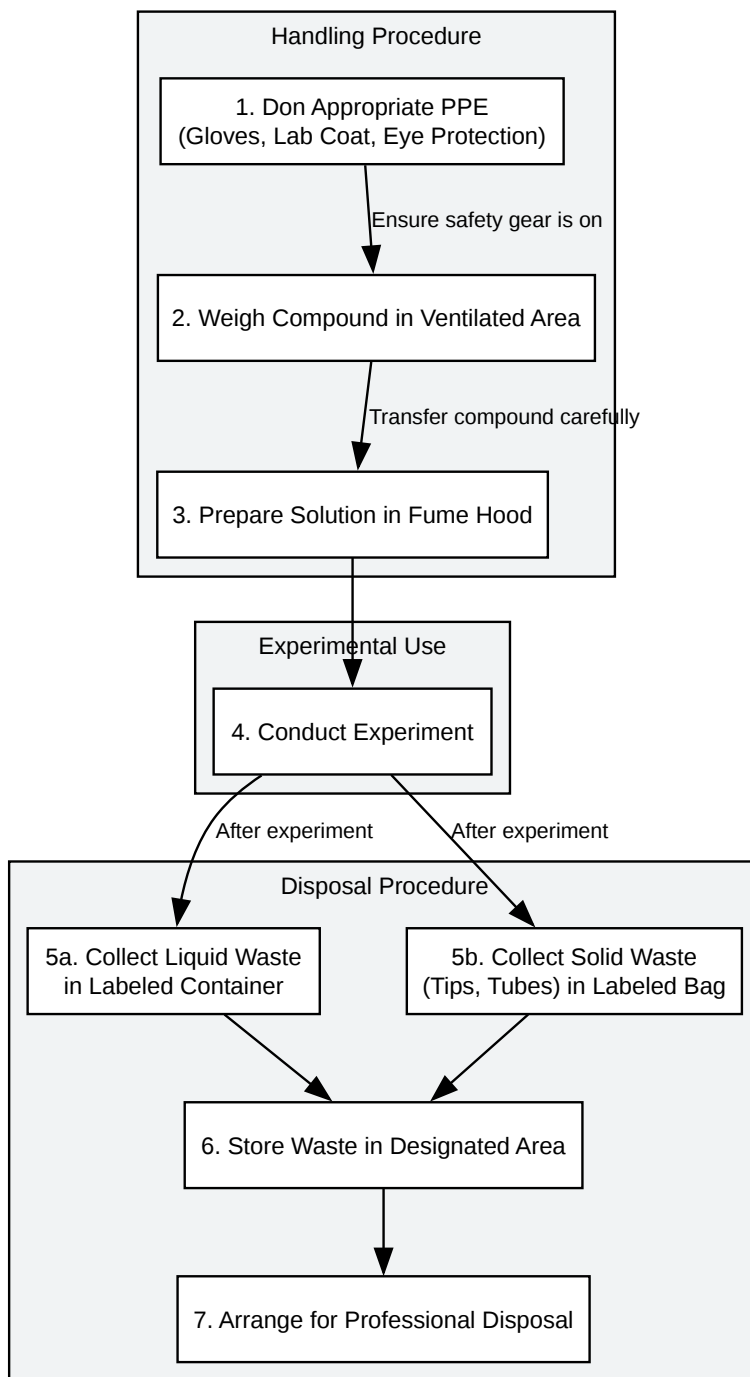 Handling Procedure
1. Don Appropriate PPE
(Gloves, Lab Coat, Eye Protection)
Ensure safety gear is on
2. Weigh Compound in Ventilated Area
Transfer compound carefully
3. Prepare Solution in Fume Hood
Experimental Use
4. Conduct Experiment
After experiment
After experiment
Disposal Procedure
5a. Collect Liquid Waste
in Labeled Container
5b. Collect Solid Waste
(Tips, Tubes) in Labeled Bag
6. Store Waste in Designated Area
7. Arrange for Professional Disposal